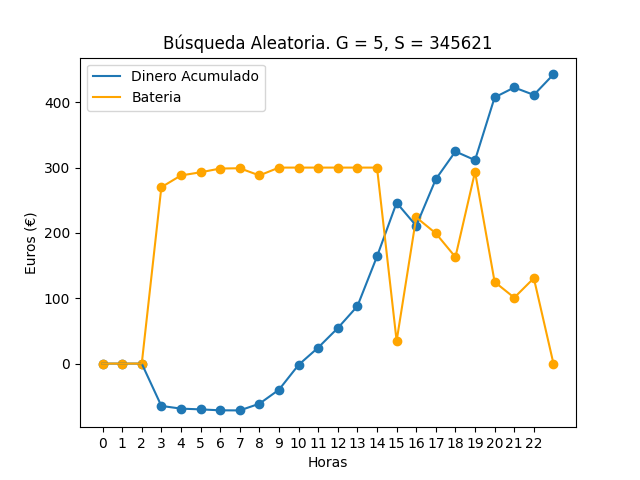 Búsqueda Aleatoria. G = 5, S = 345621
Dinero Acumulado
Bateria
Euros (€)
400
300
200
100
0
0 1 2 3 4 5 6 7 8 9 10 11 12 13 14 15 16 17 18 19 20 21 22
Horas